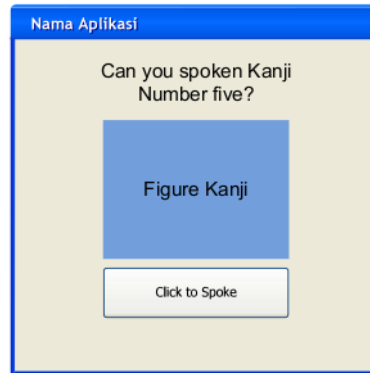 Nama Aplikasi
Can you spoken Kanji
Number five?
Figure Kanji
Click to Spoke